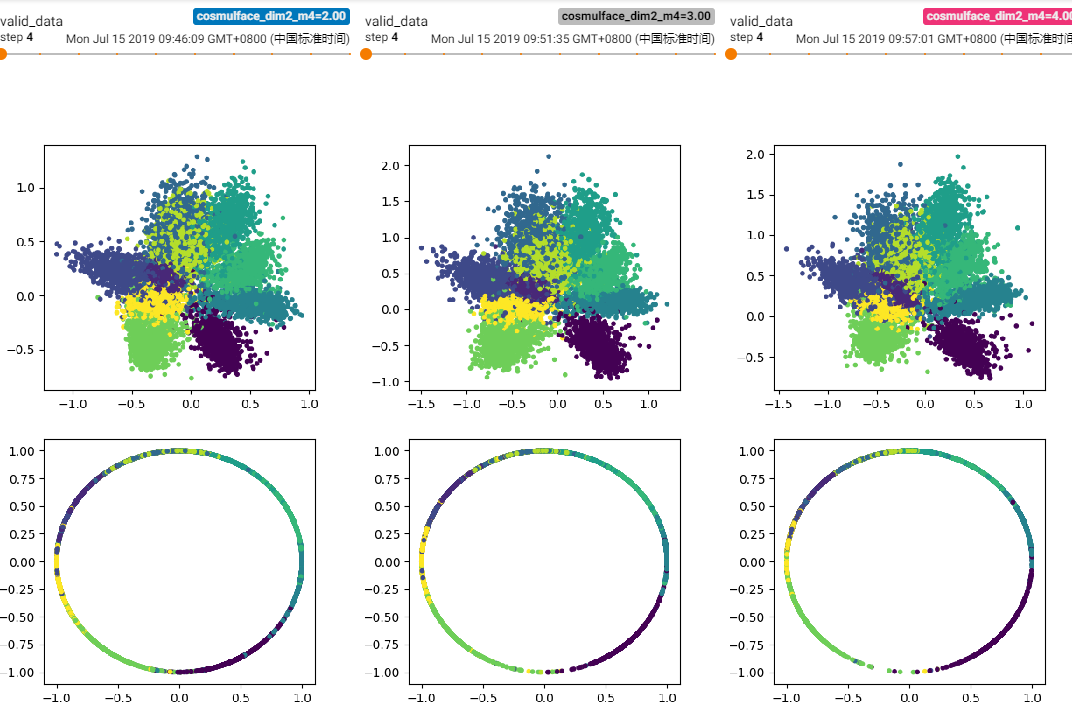 valid_data
cosmulface_dim2_m4=2.00
step 4
Mon Jul 15 2019 09:46:09 GMT+0800 (中国标准时间)
valid_data
cosmulface_dim2_m4=3.00
step 4
Mon Jul 15 2019 09:51:35 GMT+0800 (中国标准时间)
valid_data
cosmulface_dim2_m4=4.00
step 4
Mon Jul 15 2019 09:57:01 GMT+0800 (中国标准时间
1.0
0.5
0.0
−0.5
−1.0 −0.5 0.0 0.5 1.0
2.0
1.5
1.0
0.5
0.0
−0.5
−1.0
−1.5 −1.0 −0.5 0.0 0.5 1.0
2.0
1.5
1.0
0.5
0.0
−0.5
−1.5 −1.0 −0.5 0.0 0.5 1.0
1.00
0.75
0.50
0.25
0.00
−0.25
−0.50
−0.75
−1.00
−1.0 −0.5 0.0 0.5 1.0
1.00
0.75
0.50
0.25
0.00
−0.25
−0.50
−0.75
−1.00
−1.0 −0.5 0.0 0.5 1.0
1.00
0.75
0.50
0.25
0.00
−0.25
−0.50
−0.75
−1.00
−1.0 −0.5 0.0 0.5 1.0